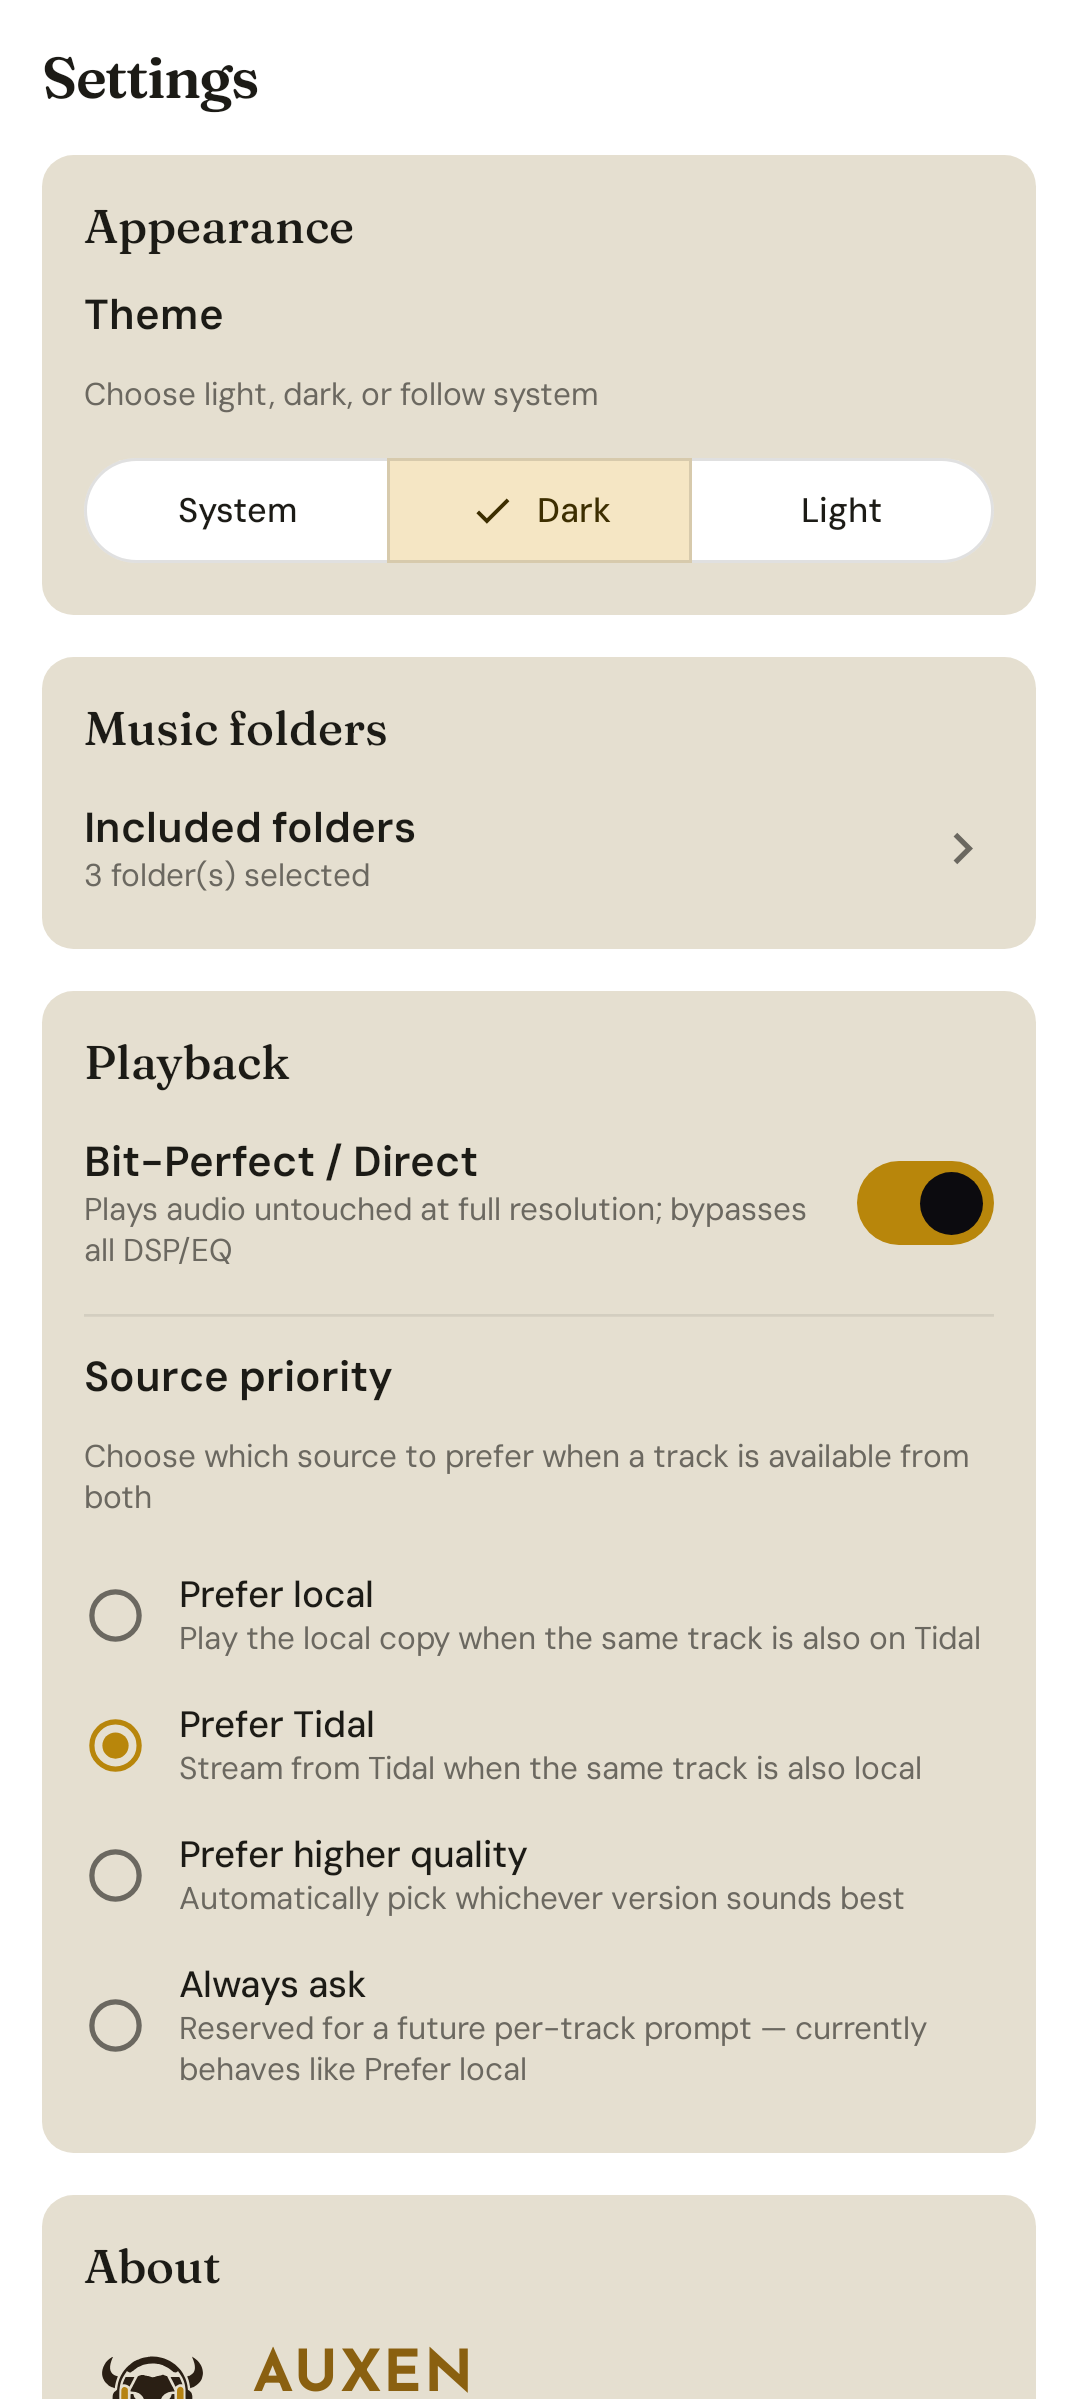 Settings
Appearance
Theme
Choose light, dark, or follow system
System
Dark
Light
Music folders
Included folders
3 folder(s) selected
Playback
Bit-Perfect / Direct
Plays audio untouched at full resolution; bypasses
all DSP/EQ
Source priority
Choose which source to prefer when a track is available from
both
Prefer local
Play the local copy when the same track is also on Tidal
Prefer Tidal
Stream from Tidal when the same track is also local
Prefer higher quality
Automatically pick whichever version sounds best
Always ask
Reserved for a future per-track prompt — currently
behaves like Prefer local
About
AUXEN